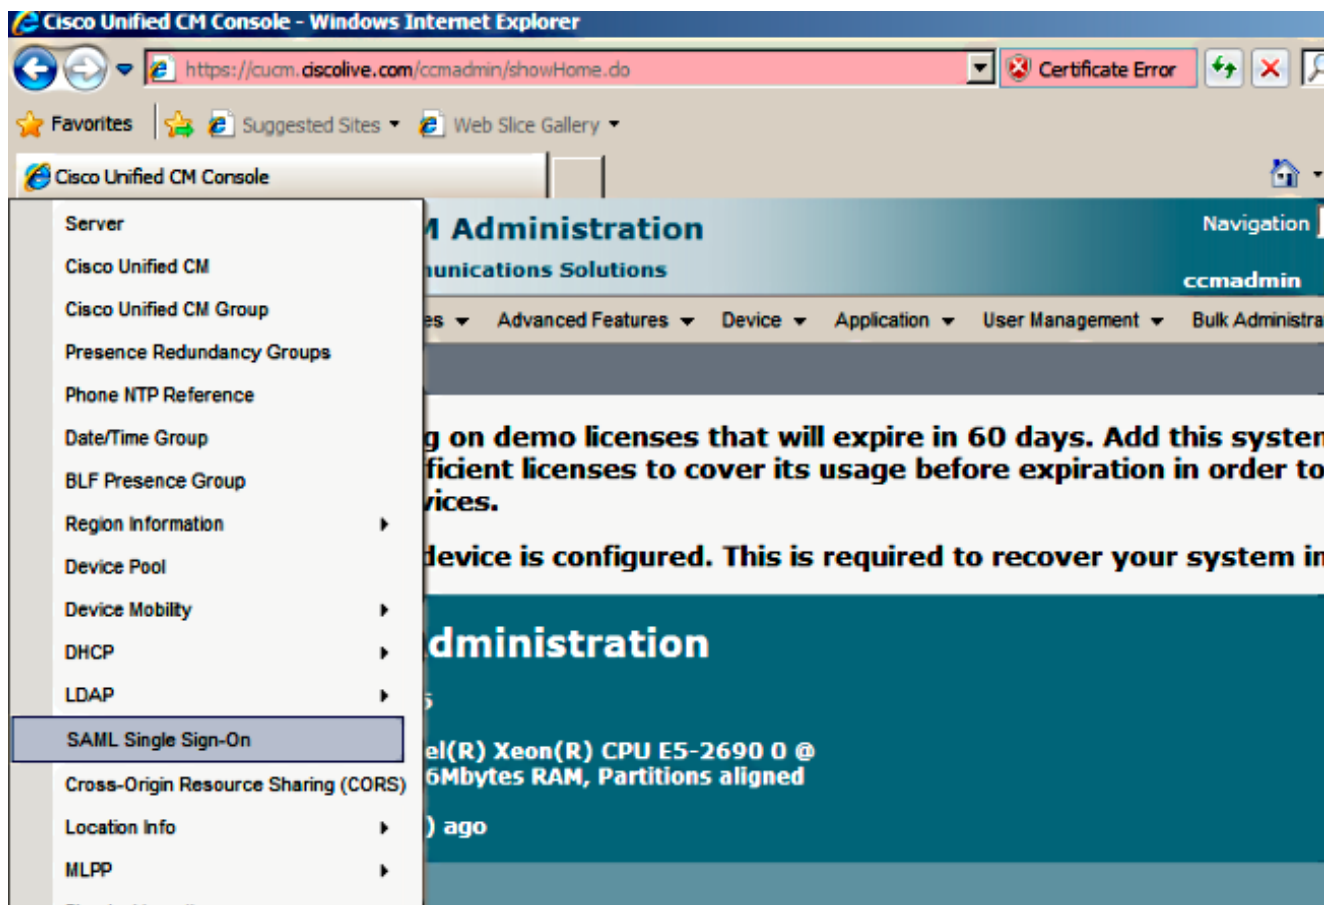 Cisco Unified CM Console - Windows Internet Explorer
https://cucm.ciscolive.com/ccmadmin/showHome.do
Certificate Error
Favorites
Suggested Sites
Web Slice Gallery
Cisco Unified CM Console
Server
Cisco Unified CM
Cisco Unified CM Group
Presence Redundancy Groups
Phone NTP Reference
Date/Time Group
BLF Presence Group
Region Information
Device Pool
Device Mobility
DHCP
LDAP
SAML Single Sign-On
Cross-Origin Resource Sharing (CORS)
Location Info
MLPP
M Administration
unications Solutions
Navigation
ccmadmin
es Advanced Features Device Application User Management Bulk Administra
g on demo licenses that will expire in 60 days. Add this system
ficient licenses to cover its usage before expiration in order to
vices.
device is configured. This is required to recover your system in
dministration
el(R) Xeon(R) CPU E5-2690 0 @
6Mbytes RAM, Partitions aligned
) ago